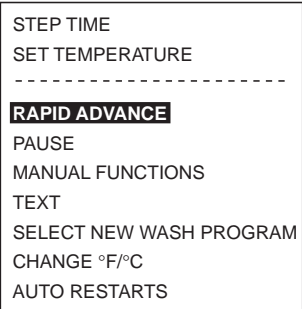 STEP TIME
SET TEMPERATURE
- - - - - - - - - - - - - - - - - - - - - -
RAPID ADVANCE
PAUSE
MANUAL FUNCTIONS
TEXT
SELECT NEW WASH PROGRAM
CHANGE °F/°C
AUTO RESTARTS